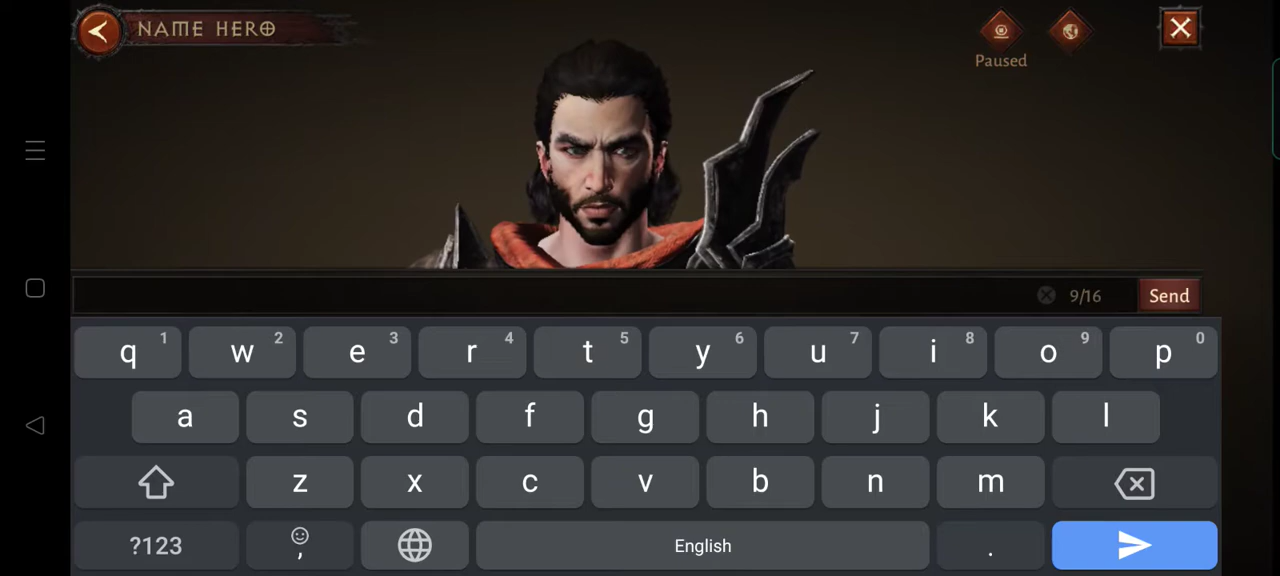 NAME HERO
Paused
9/16
Send
q 1 w 2 e 3 r 4 t 5 y 6 u 7 i 8 o 9 p 0
a s d f g h j k l
z x c v b n m
?123 , English .